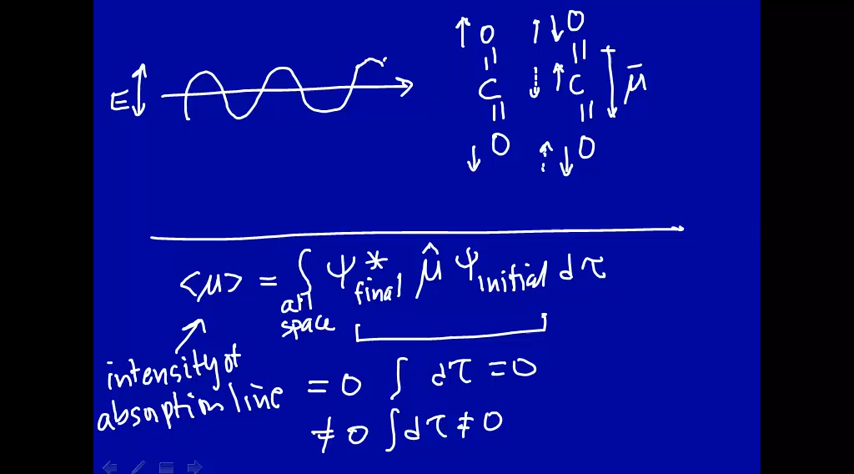 E
O O
|| ||
C C μ̄
|| ||
O O
<μ> = ∫ ψ*final μ̂ ψinitial dτ
all space
intensity of absorption line
= 0 ∫ dτ = 0
≠ 0 ∫ dτ ≠ 0